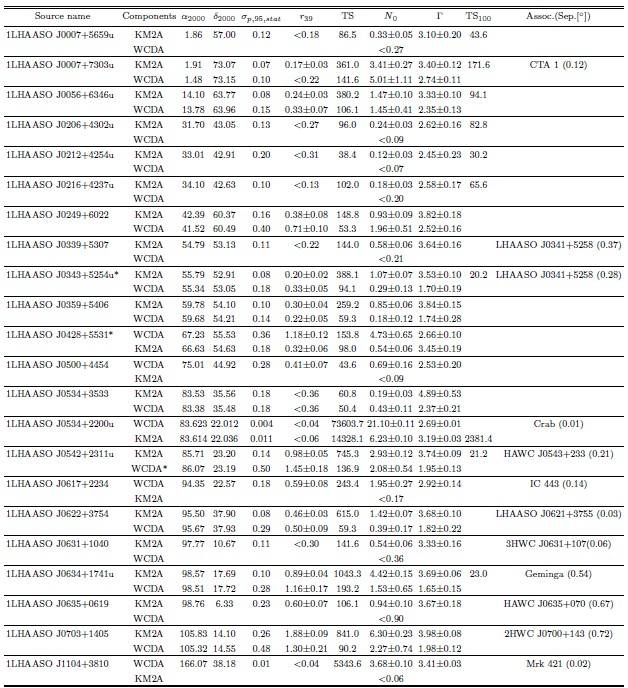 Source name Components α2000 δ2000 σp,95,stat r39 TS N0 Γ TS100 Assoc.(Sep.[°])
1LHAASO J0007+5659u KM2A 1.86 57.00 0.12 <0.18 86.5 0.33±0.05 3.10±0.20 43.6
WCDA <0.27
1LHAASO J0007+7303u KM2A 1.91 73.07 0.07 0.17±0.03 361.0 3.41±0.27 3.40±0.12 171.6 CTA 1 (0.12)
WCDA 1.48 73.15 0.10 <0.22 141.6 5.01±1.11 2.74±0.11
1LHAASO J0056+6346u KM2A 14.10 63.77 0.08 0.24±0.03 380.2 1.47±0.10 3.33±0.10 94.1
WCDA 13.78 63.96 0.15 0.33±0.07 106.1 1.45±0.41 2.35±0.13
1LHAASO J0206+4302u KM2A 31.70 43.05 0.13 <0.27 96.0 0.24±0.03 2.62±0.16 82.8
WCDA <0.09
1LHAASO J0212+4254u KM2A 33.01 42.91 0.20 <0.31 38.4 0.12±0.03 2.45±0.23 30.2
WCDA <0.07
1LHAASO J0216+4237u KM2A 34.10 42.63 0.10 <0.13 102.0 0.18±0.03 2.58±0.17 65.6
WCDA <0.20
1LHAASO J0249+6022 KM2A 42.39 60.37 0.16 0.38±0.08 148.8 0.93±0.09 3.82±0.18
WCDA 41.52 60.49 0.40 0.71±0.10 53.3 1.96±0.51 2.52±0.16
1LHAASO J0339+5307 KM2A 54.79 53.13 0.11 <0.22 144.0 0.58±0.06 3.64±0.16 LHAASO J0341+5258 (0.37)
WCDA <0.21
1LHAASO J0343+5254u* KM2A 55.79 52.91 0.08 0.20±0.02 388.1 1.07±0.07 3.53±0.10 20.2 LHAASO J0341+5258 (0.28)
WCDA 55.34 53.05 0.18 0.33±0.05 94.1 0.29±0.13 1.70±0.19
1LHAASO J0359+5406 KM2A 59.78 54.10 0.10 0.30±0.04 259.2 0.85±0.06 3.84±0.15
WCDA 59.68 54.21 0.14 0.22±0.05 59.3 0.18±0.12 1.74±0.28
1LHAASO J0428+5531* WCDA 67.23 55.53 0.36 1.18±0.12 153.8 4.73±0.65 2.66±0.10
KM2A 66.63 54.63 0.18 0.32±0.06 98.0 0.54±0.06 3.45±0.19
1LHAASO J0500+4454 WCDA 75.01 44.92 0.28 0.41±0.07 43.6 0.69±0.16 2.53±0.20
KM2A <0.09
1LHAASO J0534+3533 KM2A 83.53 35.56 0.18 <0.36 60.8 0.19±0.03 4.89±0.53
WCDA 83.38 35.48 0.18 <0.36 50.4 0.43±0.11 2.37±0.21
1LHAASO J0534+2200u WCDA 83.623 22.012 0.004 <0.04 73603.7 21.10±0.11 2.69±0.01 Crab (0.01)
KM2A 83.614 22.036 0.011 <0.06 14328.1 6.23±0.10 3.19±0.03 2381.4
1LHAASO J0542+2311u KM2A 85.71 23.20 0.14 0.98±0.05 745.3 2.93±0.12 3.74±0.09 21.2 HAWC J0543+233 (0.21)
WCDA* 86.07 23.19 0.50 1.45±0.18 136.9 2.08±0.54 1.95±0.13
1LHAASO J0617+2234 WCDA 94.35 22.57 0.18 0.59±0.08 243.4 1.95±0.27 2.92±0.14 IC 443 (0.14)
KM2A <0.17
1LHAASO J0622+3754 KM2A 95.50 37.90 0.08 0.46±0.03 615.0 1.42±0.07 3.68±0.10 LHAASO J0621+3755 (0.03)
WCDA 95.67 37.93 0.29 0.50±0.09 59.3 0.39±0.17 1.82±0.22
1LHAASO J0631+1040 KM2A 97.77 10.67 0.11 <0.30 141.6 0.54±0.06 3.33±0.16 3HWC J0631+107(0.06)
WCDA <0.36
1LHAASO J0634+1741u KM2A 98.57 17.69 0.10 0.89±0.04 1043.3 4.42±0.15 3.69±0.06 23.0 Geminga (0.54)
WCDA 98.51 17.72 0.28 1.16±0.17 193.2 1.53±0.65 1.65±0.15
1LHAASO J0635+0619 KM2A 98.76 6.33 0.23 0.60±0.07 106.1 0.94±0.10 3.67±0.18 HAWC J0635+070 (0.67)
WCDA <0.90
1LHAASO J0703+1405 KM2A 105.83 14.10 0.26 1.88±0.09 841.0 6.30±0.23 3.98±0.08 2HWC J0700+143 (0.72)
WCDA 105.32 14.55 0.48 1.30±0.21 90.2 2.27±0.74 1.98±0.12
1LHAASO J1104+3810 WCDA 166.07 38.18 0.01 <0.04 5343.6 3.68±0.10 3.41±0.03 Mrk 421 (0.02)
KM2A <0.06